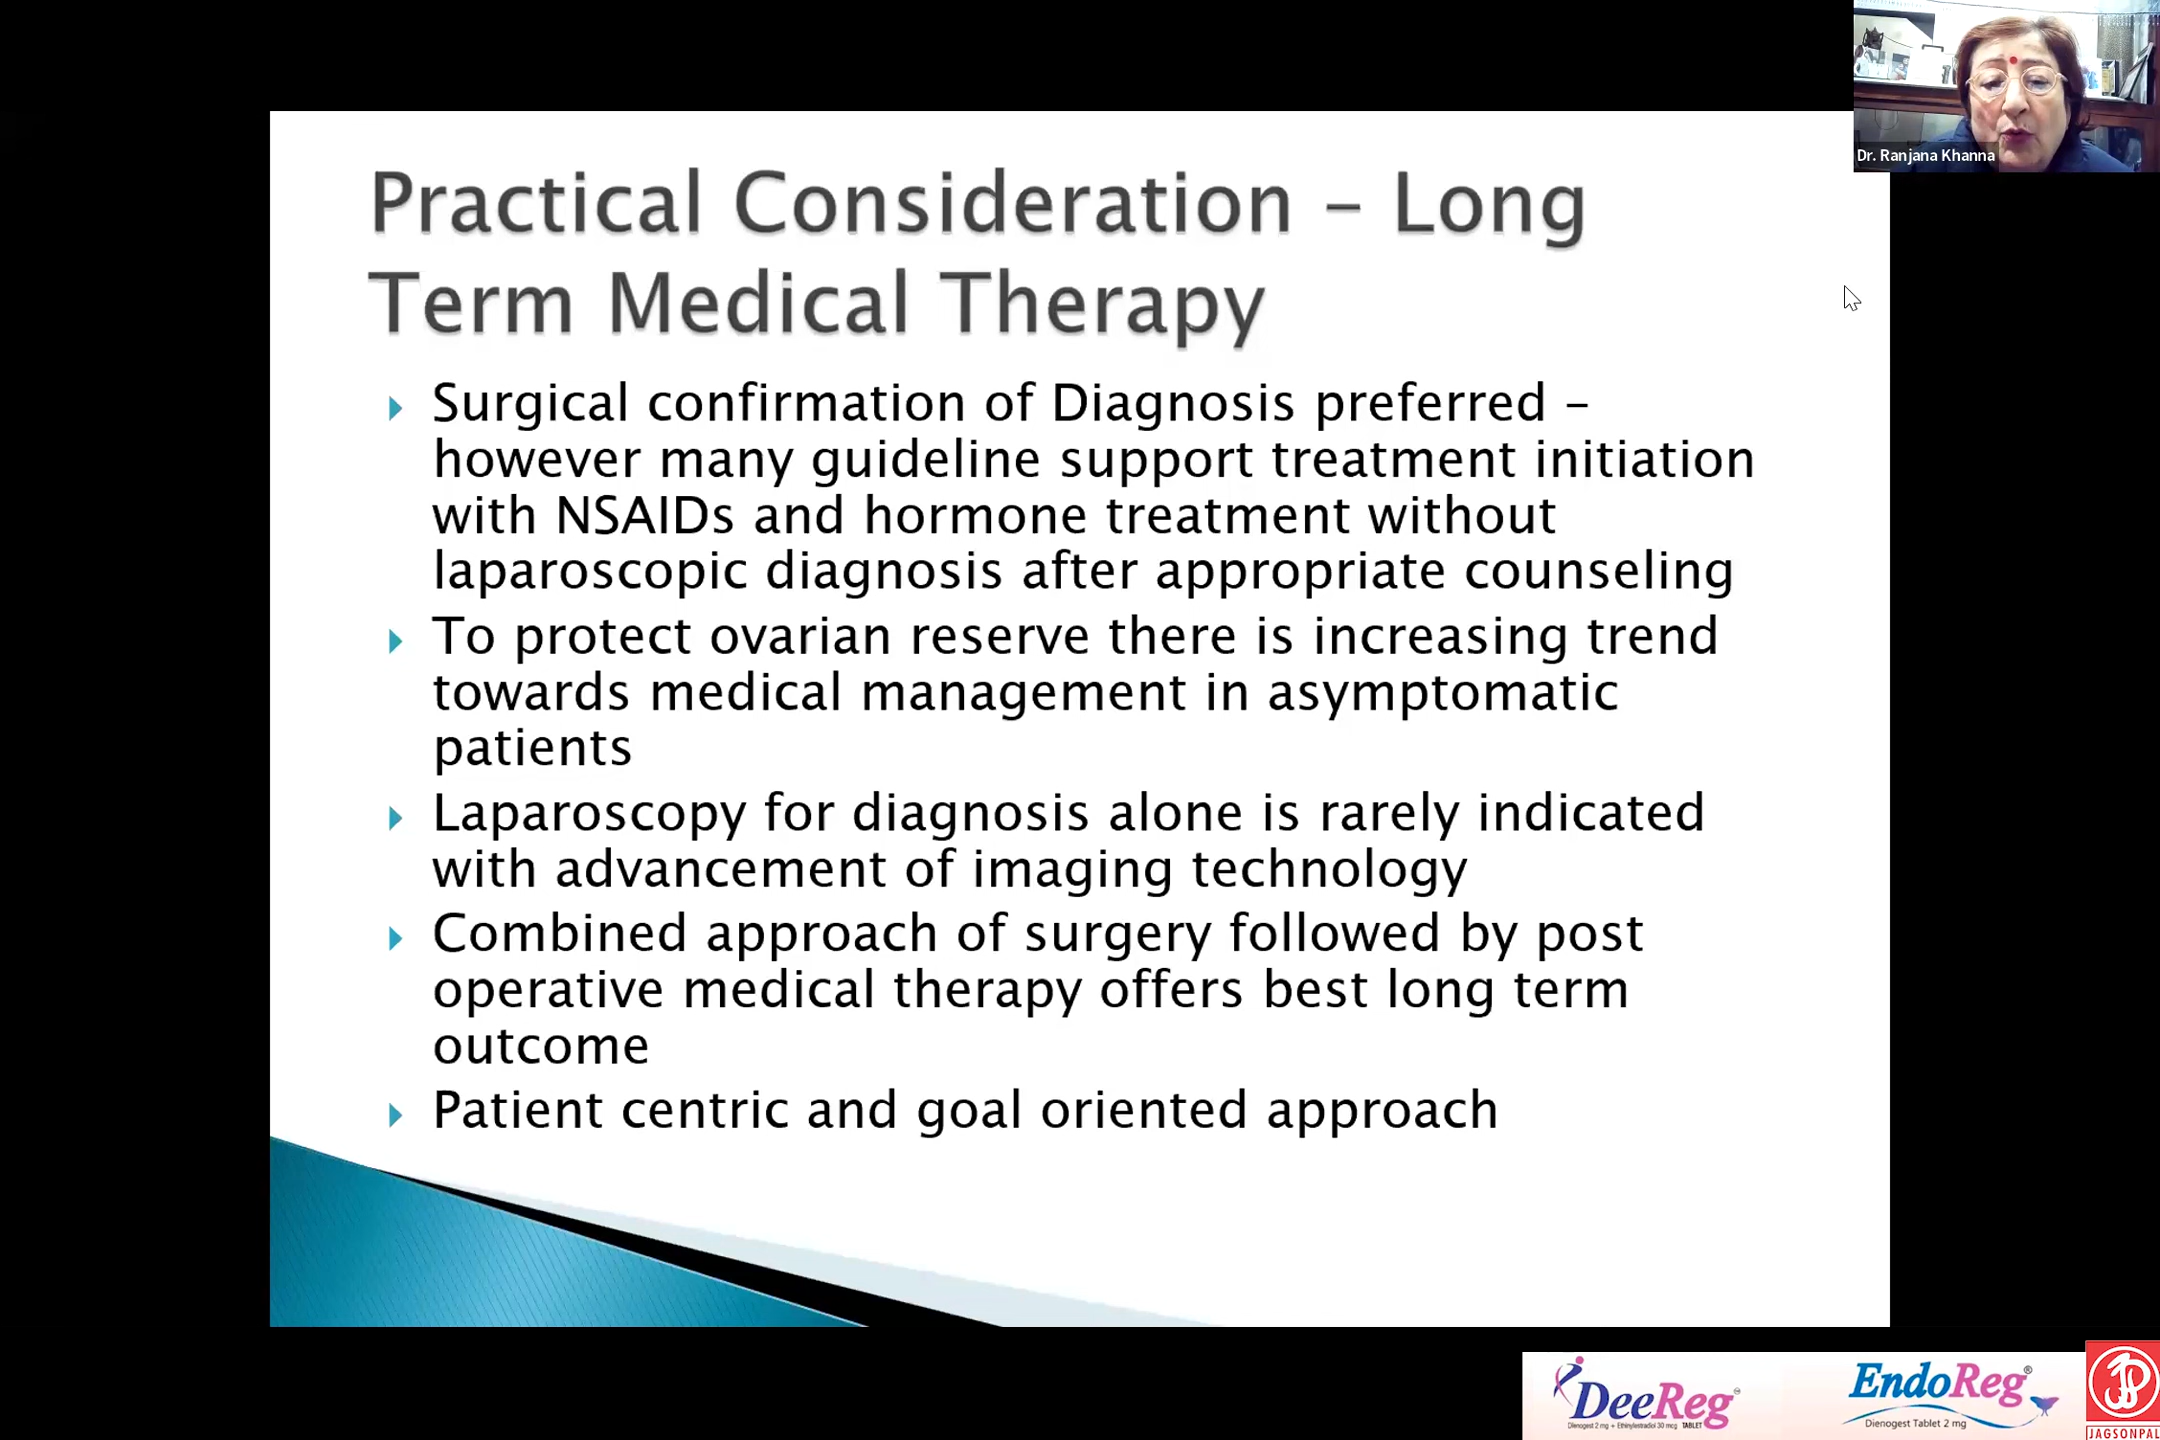 Dr. Ranjana Khanna
Practical Consideration – Long
Term Medical Therapy
Surgical confirmation of Diagnosis preferred –
however many guideline support treatment initiation
with NSAIDs and hormone treatment without
laparoscopic diagnosis after appropriate counseling
To protect ovarian reserve there is increasing trend
towards medical management in asymptomatic
patients
Laparoscopy for diagnosis alone is rarely indicated
with advancement of imaging technology
Combined approach of surgery followed by post
operative medical therapy offers best long term
outcome
Patient centric and goal oriented approach
DeeReg™
Dienogest 2 mg + Ethinylestradiol 30 mcg TABLET
EndoReg®
Dienogest Tablet 2 mg
JAGSONPAL